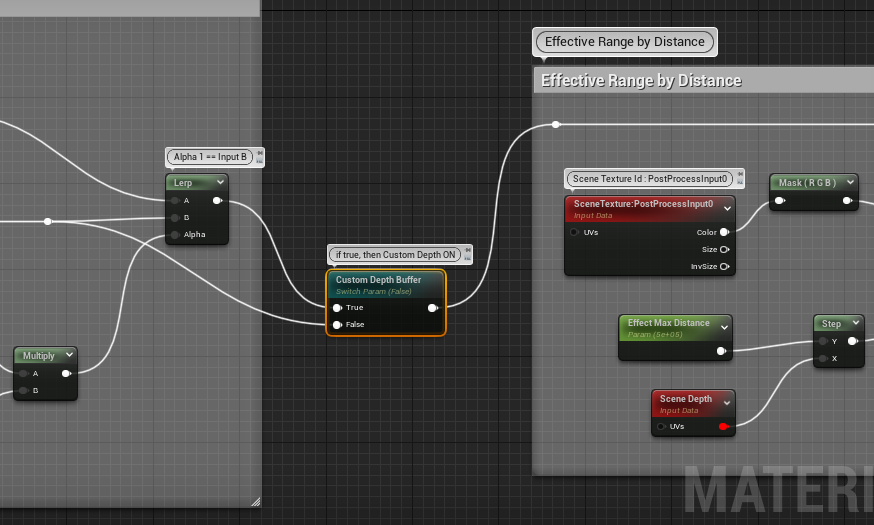 Effective Range by Distance
Effective Range by Distance
Alpha 1 == Input B
Lerp
A
B
Alpha
Scene Texture Id : PostProcessInput0
SceneTexture:PostProcessInput0
Input Data
UVs
Color
Size
InvSize
Mask ( R G B )
if true, then Custom Depth ON
Custom Depth Buffer
Switch Param (False)
True
False
Effect Max Distance
Param (5e+05)
Step
Y
X
Multiply
A
B
Scene Depth
Input Data
UVs